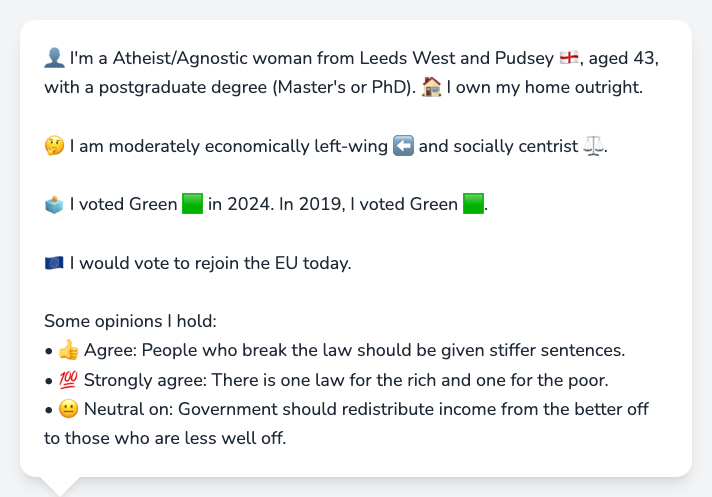 👤 I'm a Atheist/Agnostic woman from Leeds West and Pudsey 🏴󠁧󠁢󠁥󠁮󠁧󠁿, aged 43,
with a postgraduate degree (Master's or PhD). 🏠 I own my home outright.
🤔 I am moderately economically left-wing ⬅️ and socially centrist ⚖️.
🗳️ I voted Green 🟩 in 2024. In 2019, I voted Green 🟩.
🇪🇺 I would vote to rejoin the EU today.
Some opinions I hold:
• 👍 Agree: People who break the law should be given stiffer sentences.
• 💯 Strongly agree: There is one law for the rich and one for the poor.
• 😐 Neutral on: Government should redistribute income from the better off
to those who are less well off.